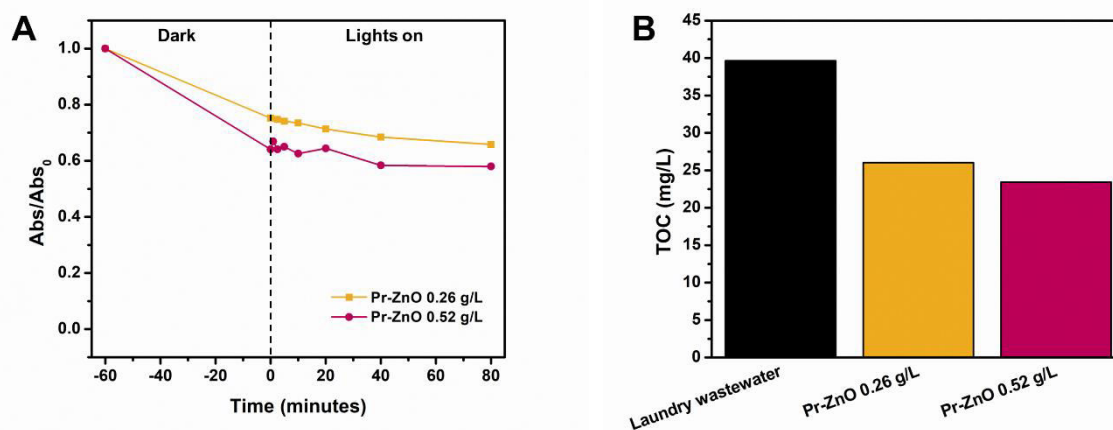 A
Dark
Lights on
Abs/Abs₀
1.0
0.8
0.6
0.4
0.2
0.0
Pr-ZnO 0.26 g/L
Pr-ZnO 0.52 g/L
-60
-40
-20
0
20
40
60
80
Time (minutes)
B
TOC (mg/L)
45
40
35
30
25
20
15
10
5
0
Laundry wastewater
Pr-ZnO 0.26 g/L
Pr-ZnO 0.52 g/L